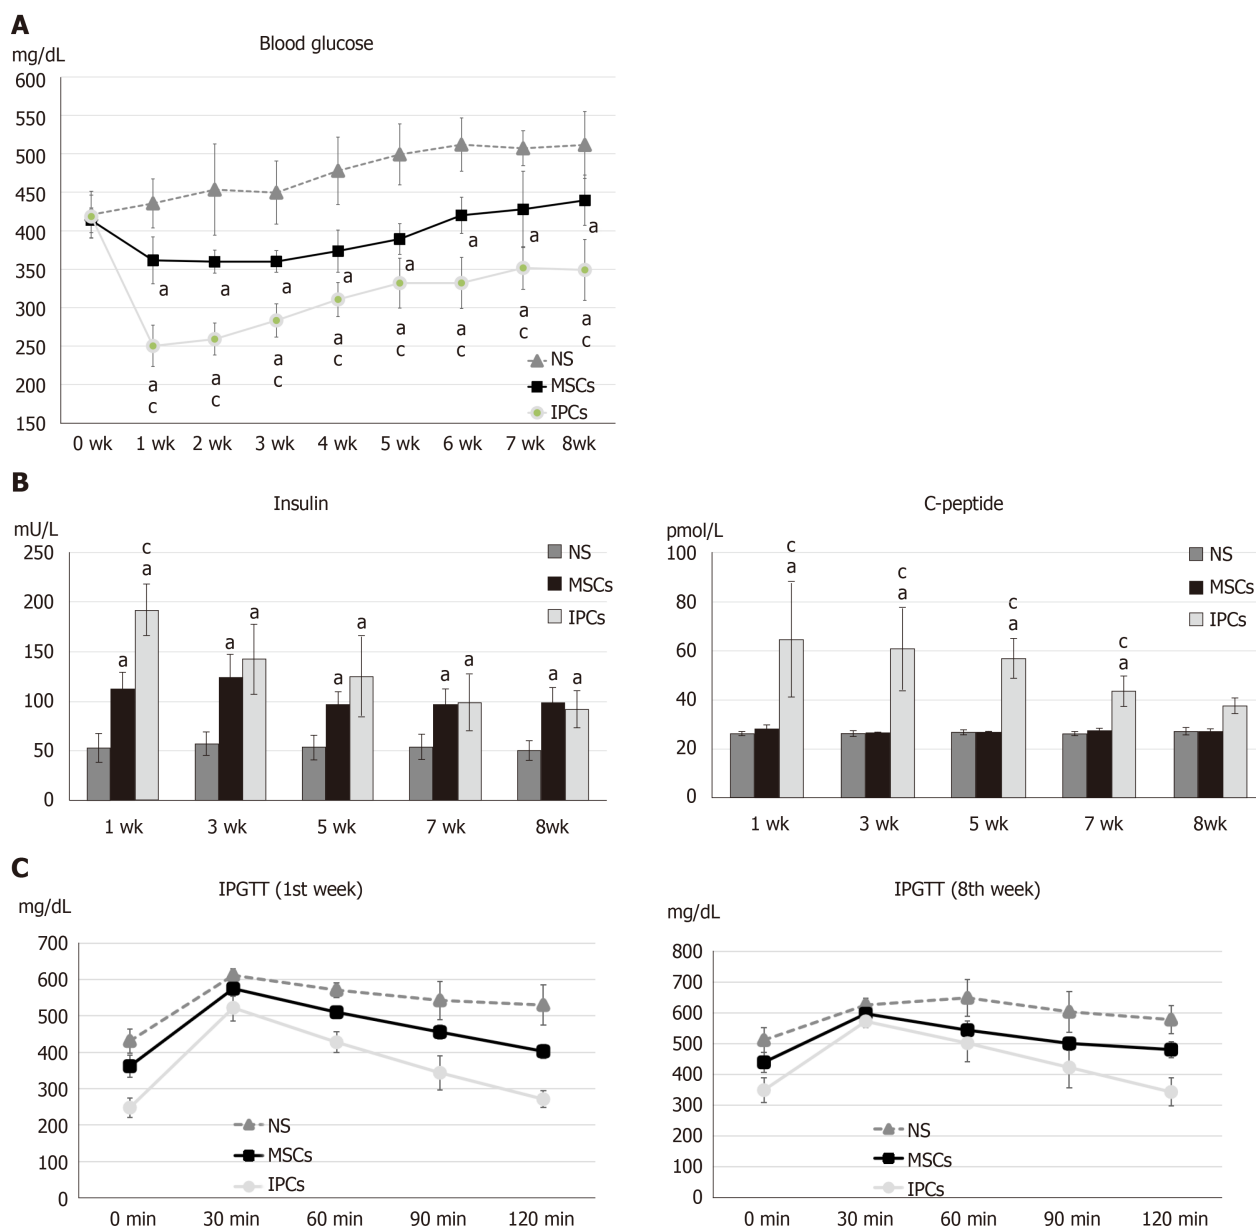 A
Blood glucose
mg/dL
600
550
500
450
400
350
300
250
200
150
a
a
a
a
a
a
a
a
a
c
a
c
a
c
a
c
a
c
a
c
a
c
a
c
NS
MSCs
IPCs
0 wk 1 wk 2 wk 3 wk 4 wk 5 wk 6 wk 7 wk 8wk
B
Insulin
mU/L
250
200
150
100
50
0
c
a
a
a
a
a
a
a
a
a
a
NS
MSCs
IPCs
1 wk 3 wk 5 wk 7 wk 8wk
C-peptide
pmol/L
100
80
60
40
20
0
c
a
c
a
c
a
c
a
NS
MSCs
IPCs
1 wk 3 wk 5 wk 7 wk 8wk
C
IPGTT (1st week)
mg/dL
700
600
500
400
300
200
100
0
NS
MSCs
IPCs
0 min 30 min 60 min 90 min 120 min
IPGTT (8th week)
mg/dL
800
700
600
500
400
300
200
100
0
NS
MSCs
IPCs
0 min 30 min 60 min 90 min 120 min